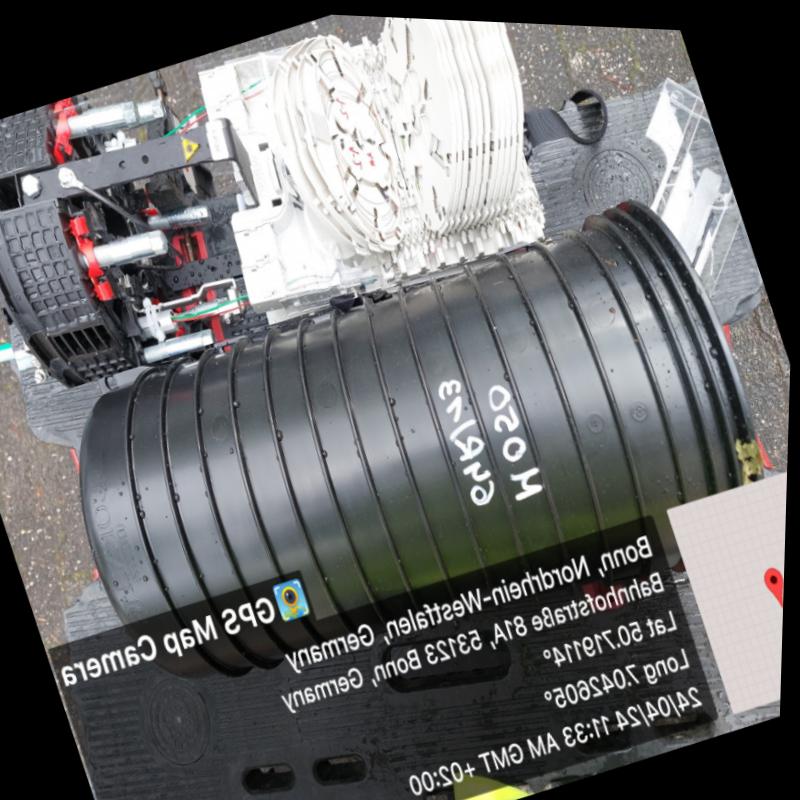 GPS Map Camera
Bonn, Nordrhein-Westfalen, Germany
Bahnhofstraße 81A, 53123 Bonn, Germany
Lat 50.719114°
Long 7.042605°
24/04/24 11:33 AM GMT +02:00